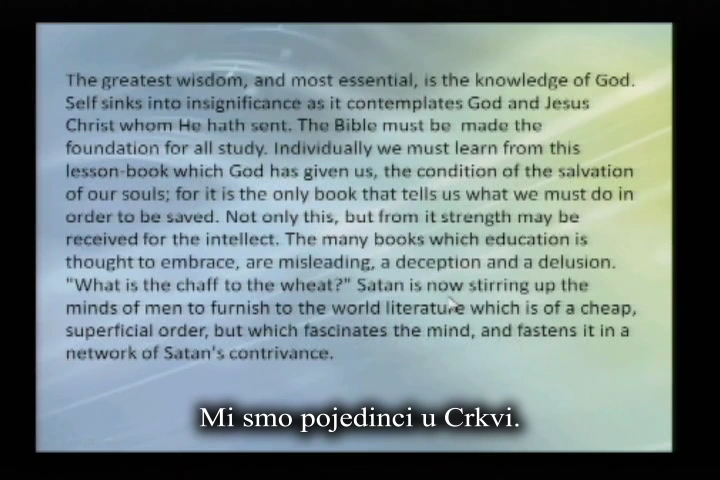 The greatest wisdom, and most essential, is the knowledge of God.
Self sinks into insignificance as it contemplates God and Jesus
Christ whom He hath sent. The Bible must be made the
foundation for all study. Individually we must learn from this
lesson-book which God has given us, the condition of the salvation
of our souls; for it is the only book that tells us what we must do in
order to be saved. Not only this, but from it strength may be
received for the intellect. The many books which education is
thought to embrace, are misleading, a deception and a delusion.
"What is the chaff to the wheat?" Satan is now stirring up the
minds of men to furnish to the world literature which is of a cheap,
superficial order, but which fascinates the mind, and fastens it in a
network of Satan's contrivance.
Mi smo pojedinci u Crkvi.